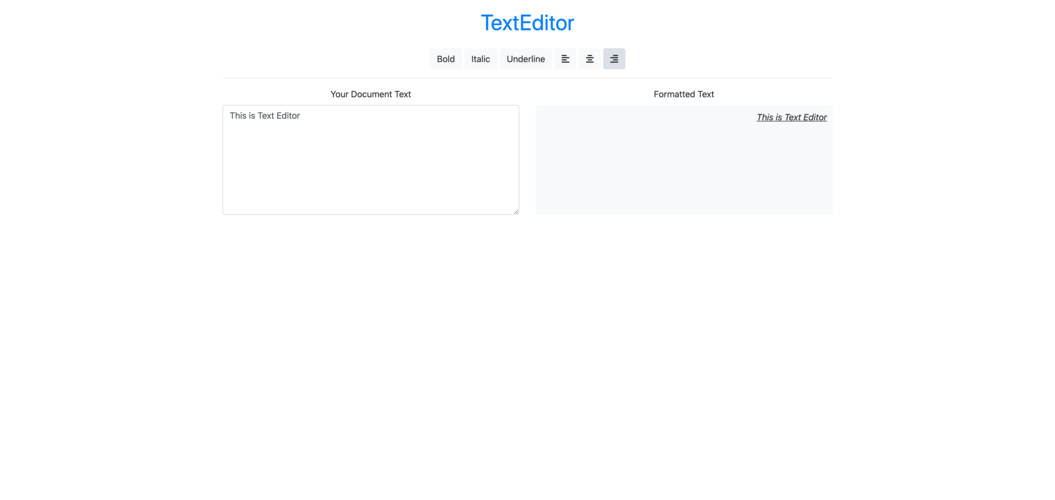 TextEditor
Bold Italic Underline
Your Document Text
Formatted Text
This is Text Editor
This is Text Editor